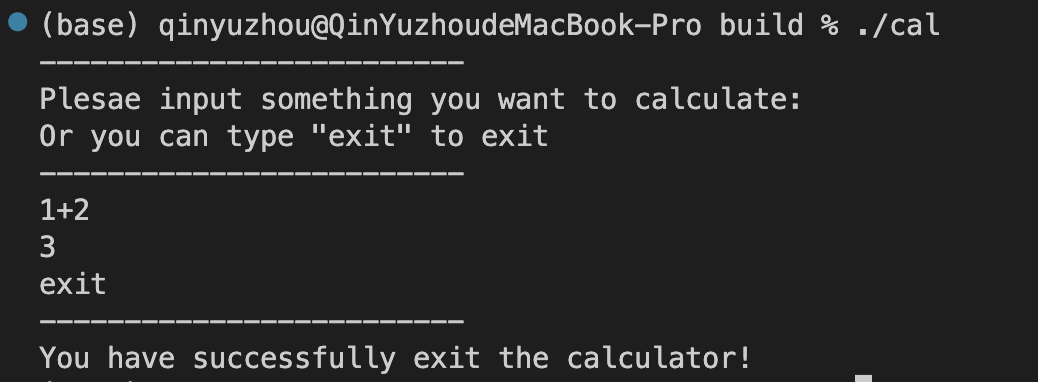 (base) qinyuzhou@QinYuzhoudeMacBook-Pro build % ./cal
-------------------------
Plesae input something you want to calculate:
Or you can type "exit" to exit
-------------------------
1+2
3
exit
-------------------------
You have successfully exit the calculator!